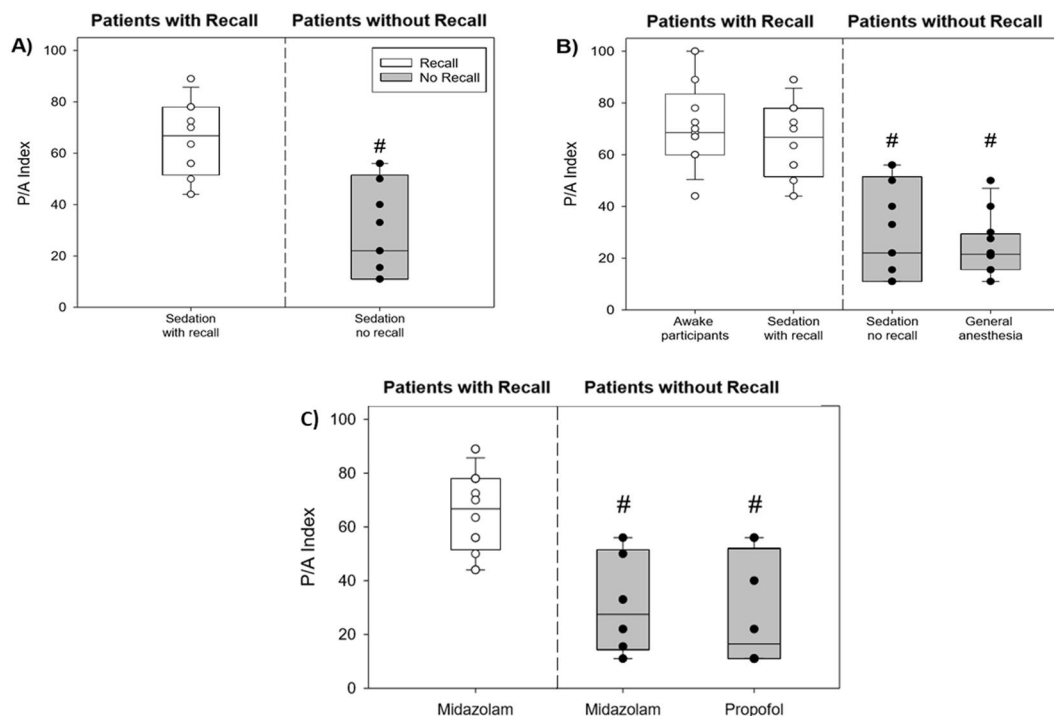 Patients with Recall
Patients without Recall
A)
Recall
No Recall
#
P/A Index
100
80
60
40
20
0
Sedation
with recall
Sedation
no recall
Patients with Recall
Patients without Recall
B)
#
#
P/A Index
100
80
60
40
20
0
Awake
participants
Sedation
with recall
Sedation
no recall
General
anesthesia
Patients with Recall
Patients without Recall
C)
#
#
P/A Index
100
80
60
40
20
0
Midazolam
Midazolam
Propofol